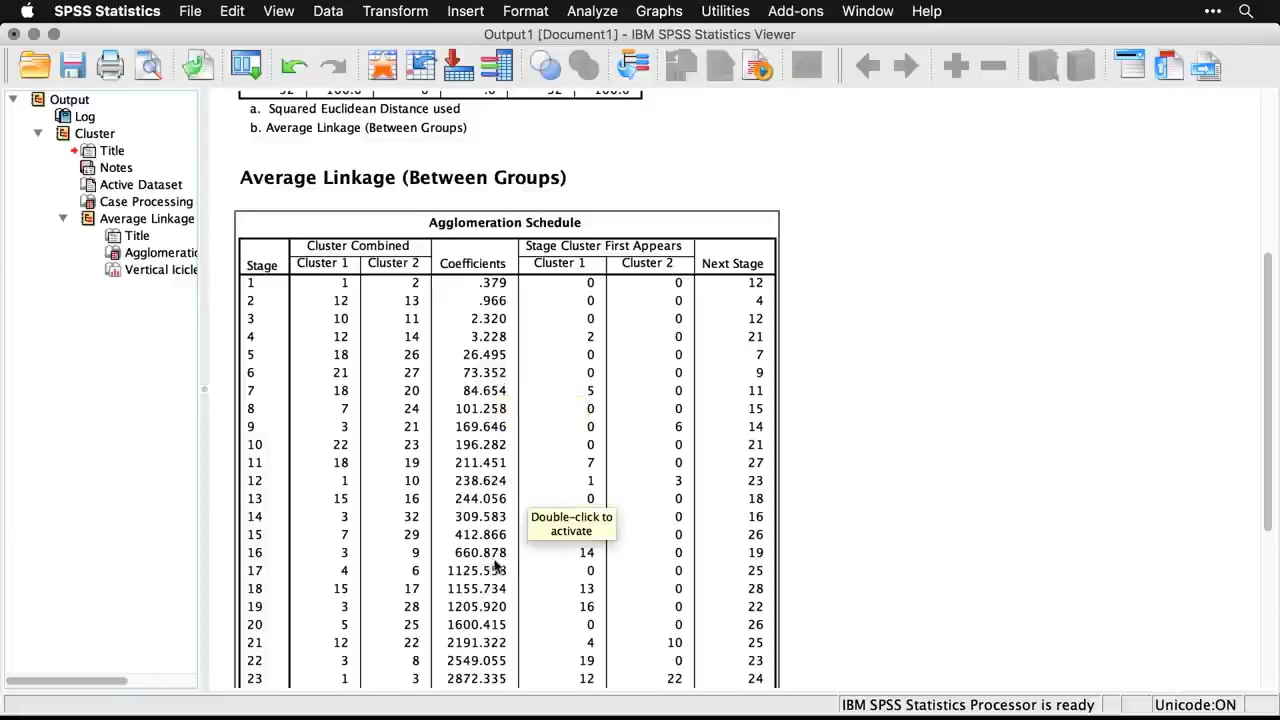 SPSS Statistics File Edit View Data Transform Insert Format Analyze Graphs Utilities Add-ons Window Help
Output1 [Document1] - IBM SPSS Statistics Viewer
Output
Log
Cluster
Title
Notes
Active Dataset
Case Processing
Average Linkage
Title
Agglomeratic
Vertical Icicle
a. Squared Euclidean Distance used
b. Average Linkage (Between Groups)
Average Linkage (Between Groups)
Agglomeration Schedule
Cluster Combined Stage Cluster First Appears
Stage Cluster 1 Cluster 2 Coefficients Cluster 1 Cluster 2 Next Stage
1 1 2 .379 0 0 12
2 12 13 .966 0 0 4
3 10 11 2.320 0 0 12
4 12 14 3.228 2 0 21
5 18 26 26.495 0 0 7
6 21 27 73.352 0 0 9
7 18 20 84.654 5 0 11
8 7 24 101.258 0 0 15
9 3 21 169.646 0 6 14
10 22 23 196.282 0 0 21
11 18 19 211.451 7 0 27
12 1 10 238.624 1 3 23
13 15 16 244.056 0 0 18
14 3 32 309.583 0 16
15 7 29 412.866 0 26
16 3 9 660.878 14 0 19
17 4 6 0 0 25
18 15 17 1155.734 13 0 28
19 3 28 1205.920 16 0 22
20 5 25 1600.415 0 0 26
21 12 22 2191.322 4 10 25
22 3 8 2549.055 19 0 23
23 1 3 2872.335 12 22 24
Double-click to
activate
IBM SPSS Statistics Processor is ready Unicode:ON